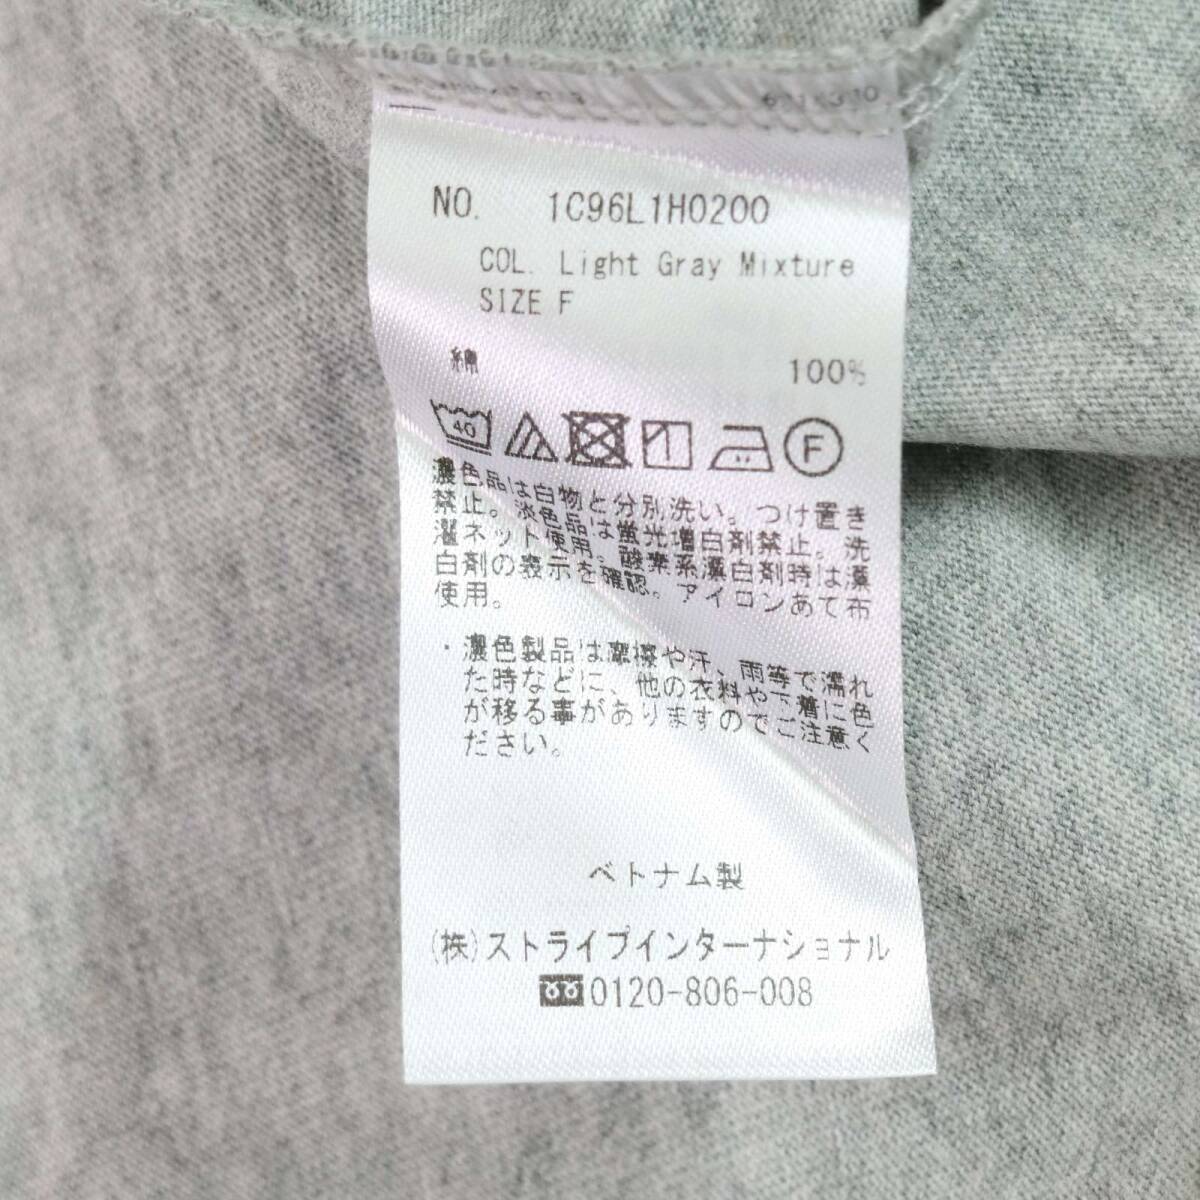 NO. 1C96L1H0200
COL. Light Gray Mixture
SIZE F
綿 100%
40
F
濃色品は白物と分別洗い。つけ置き
禁止。淡色品は蛍光増白剤禁止。洗
濯ネット使用。酸素系漂白剤時は漂
白剤の表示を確認。アイロンあて布
使用。
・濃色製品は摩擦や汗、雨等で濡れ
た時などに、他の衣料や下着に色
が移る事がありますのでご注意く
ださい。
ベトナム製
(株)ストライプインターナショナル
0120-806-008